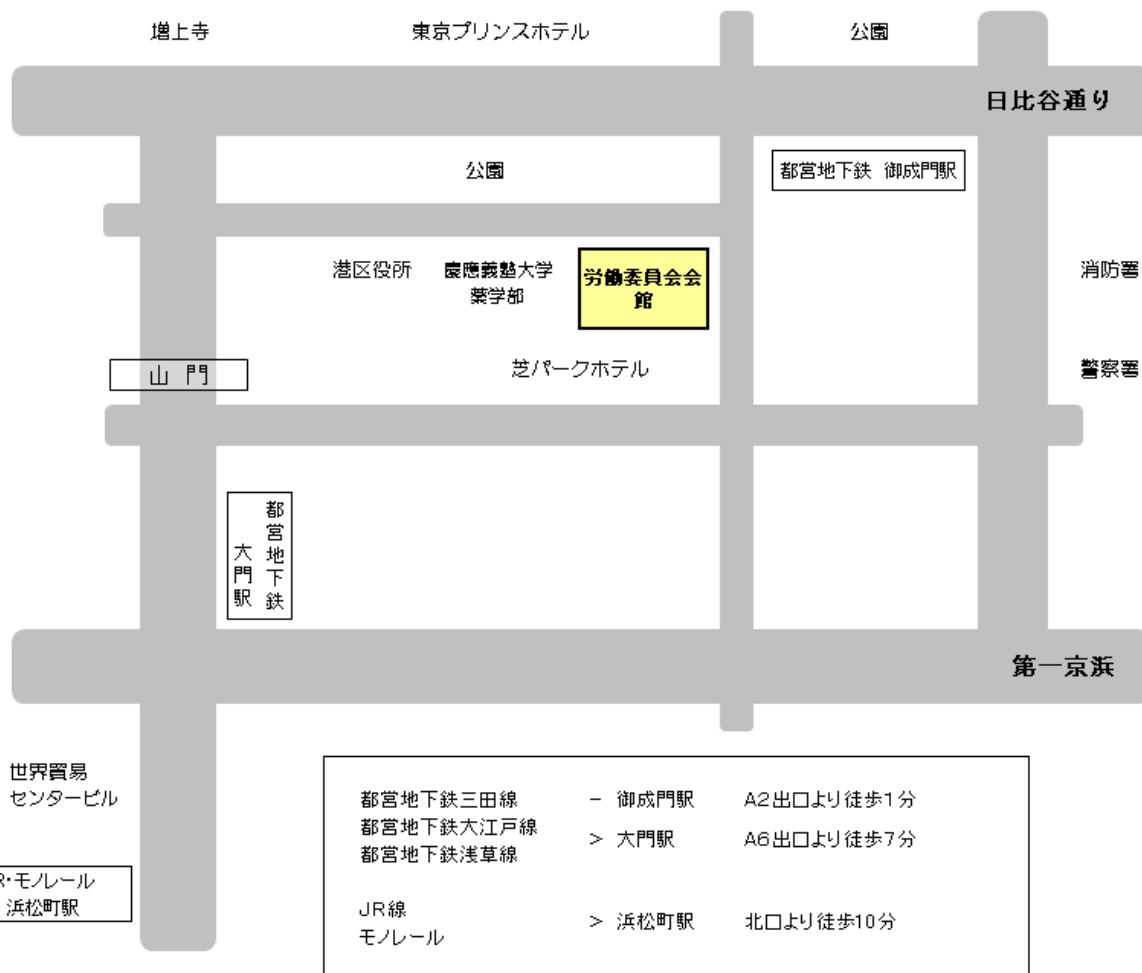 増上寺
東京プリンスホテル
公園
日比谷通り
公園
都営地下鉄 御成門駅
港区役所
慶應義塾大学
薬学部
労働委員会会
館
消防署
芝パークホテル
警察署
山 門
都営地下鉄
大門駅
第一京浜
世界貿易
センタービル
R・モノレール
浜松町駅
都営地下鉄三田線 － 御成門駅 A2出口より徒歩1分
都営地下鉄大江戸線
都営地下鉄浅草線
＞ 大門駅 A6出口より徒歩7分
JR線
モノレール
＞ 浜松町駅 北口より徒歩10分